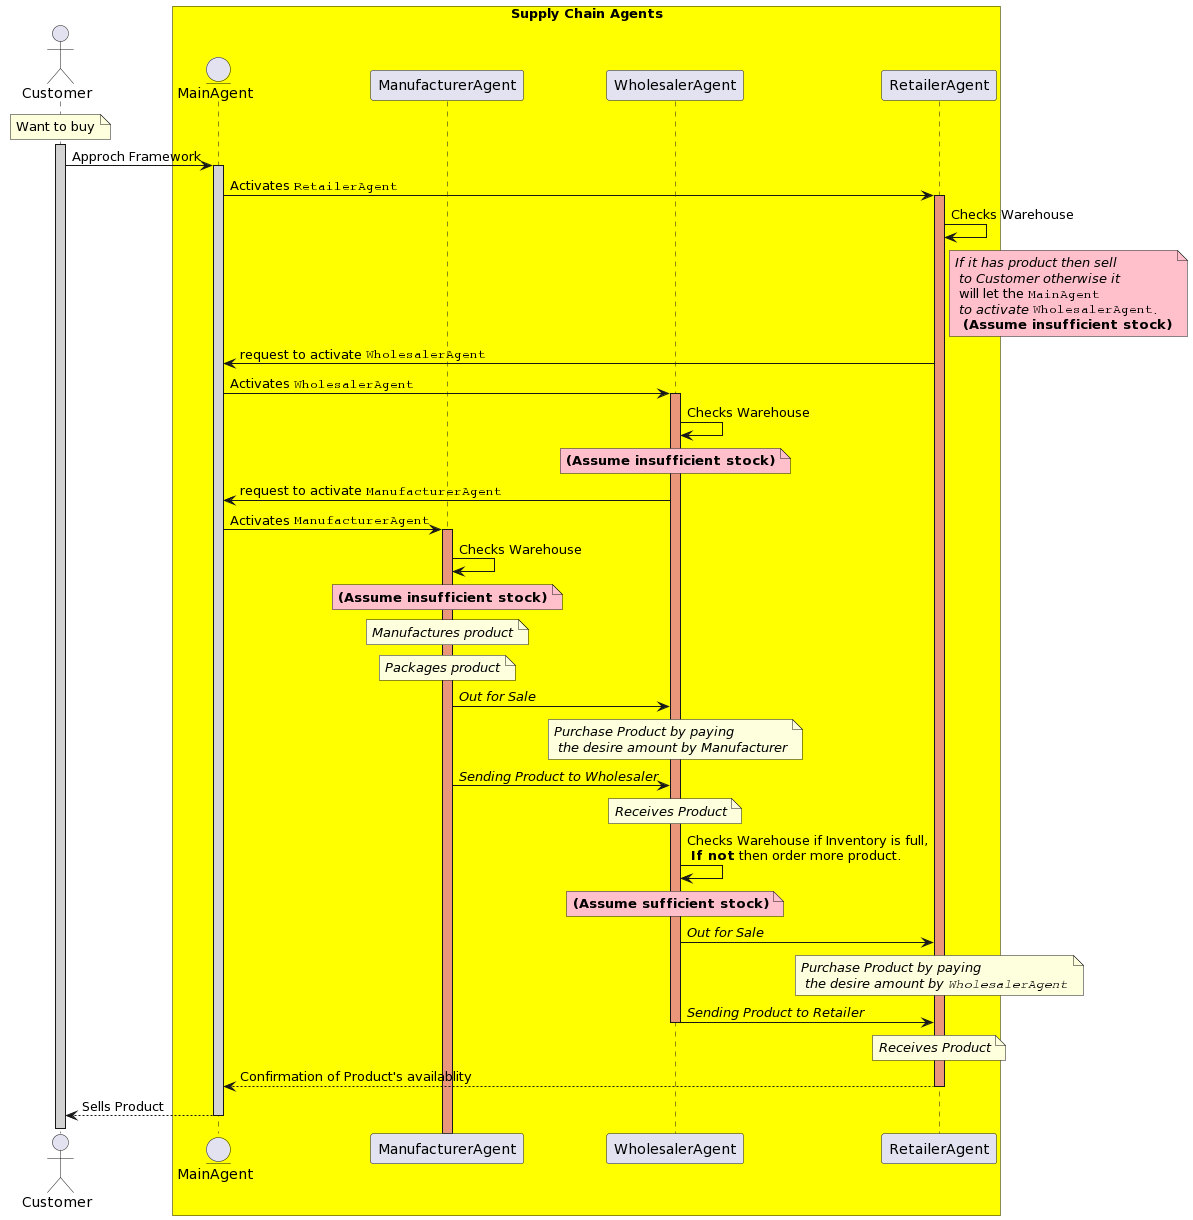 Supply Chain Agents
Customer
MainAgent
ManufacturerAgent
WholesalerAgent
RetailerAgent
Want to buy
Approch Framework
Activates RetailerAgent
Checks Warehouse
If it has product then sell
to Customer otherwise it
will let the MainAgent
to activate WholesalerAgent.
(Assume insufficient stock)
request to activate WholesalerAgent
Activates WholesalerAgent
Checks Warehouse
(Assume insufficient stock)
request to activate ManufacturerAgent
Activates ManufacturerAgent
Checks Warehouse
(Assume insufficient stock)
Manufactures product
Packages product
Out for Sale
Purchase Product by paying
the desire amount by Manufacturer
Sending Product to Wholesaler
Receives Product
Checks Warehouse if Inventory is full,
If not then order more product.
(Assume sufficient stock)
Out for Sale
Purchase Product by paying
the desire amount by WholesalerAgent
Sending Product to Retailer
Receives Product
Confirmation of Product's availablity
Sells Product
Customer
MainAgent
ManufacturerAgent
WholesalerAgent
RetailerAgent